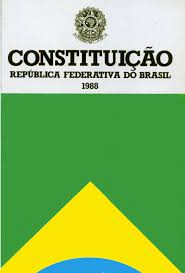 CONSTITUIÇÃO
REPÚBLICA FEDERATIVA DO BRASIL
1988